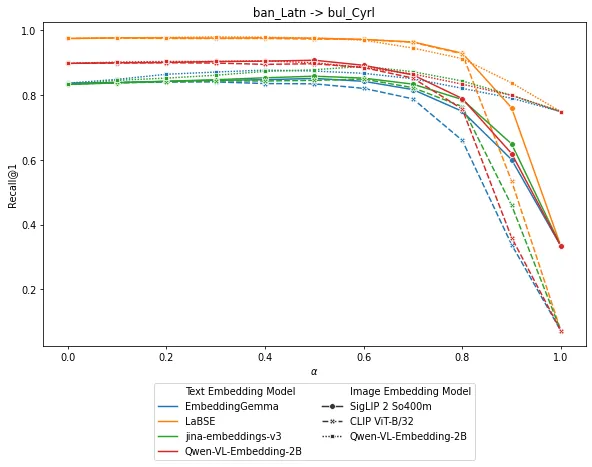 ban_Latn -> bul_Cyrl
Recall@1
1.0
0.8
0.6
0.4
0.2
0.0 0.2 0.4 0.6 0.8 1.0
α
Text Embedding Model
EmbeddingGemma
LaBSE
jina-embeddings-v3
Qwen-VL-Embedding-2B
Image Embedding Model
SigLIP 2 So400m
CLIP ViT-B/32
Qwen-VL-Embedding-2B